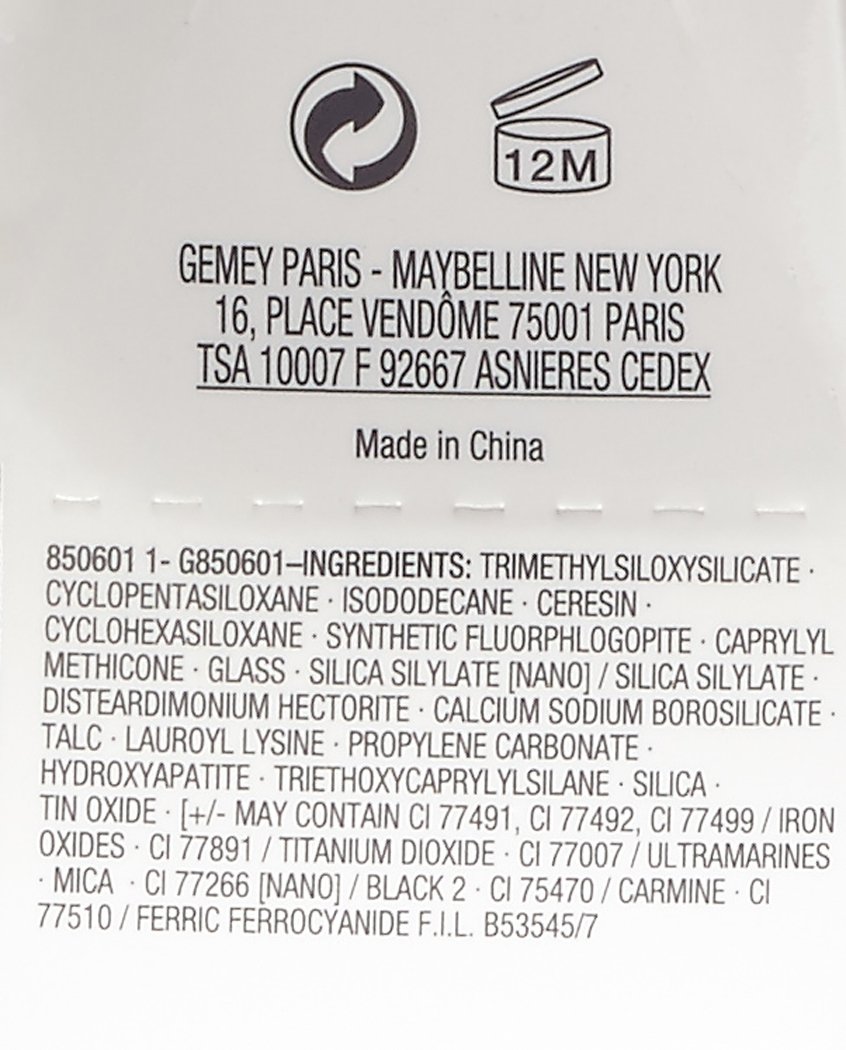 12M
GEMEY PARIS - MAYBELLINE NEW YORK
16, PLACE VENDÔME 75001 PARIS
TSA 10007 F 92667 ASNIERES CEDEX
Made in China
850601 1- G850601–INGREDIENTS: TRIMETHYLSILOXYSILICATE ·
CYCLOPENTASILOXANE · ISODODECANE · CERESIN ·
CYCLOHEXASILOXANE · SYNTHETIC FLUORPHLOGOPITE · CAPRYLYL
METHICONE · GLASS · SILICA SILYLATE [NANO] / SILICA SILYLATE ·
DISTEARDIMONIUM HECTORITE · CALCIUM SODIUM BOROSILICATE ·
TALC · LAUROYL LYSINE · PROPYLENE CARBONATE ·
HYDROXYAPATITE · TRIETHOXYCAPRYLYLSILANE · SILICA ·
TIN OXIDE · [+/- MAY CONTAIN CI 77491, CI 77492, CI 77499 / IRON
OXIDES · CI 77891 / TITANIUM DIOXIDE · CI 77007 / ULTRAMARINES
· MICA · CI 77266 [NANO] / BLACK 2 · CI 75470 / CARMINE · CI
77510 / FERRIC FERROCYANIDE F.I.L. B53545/7